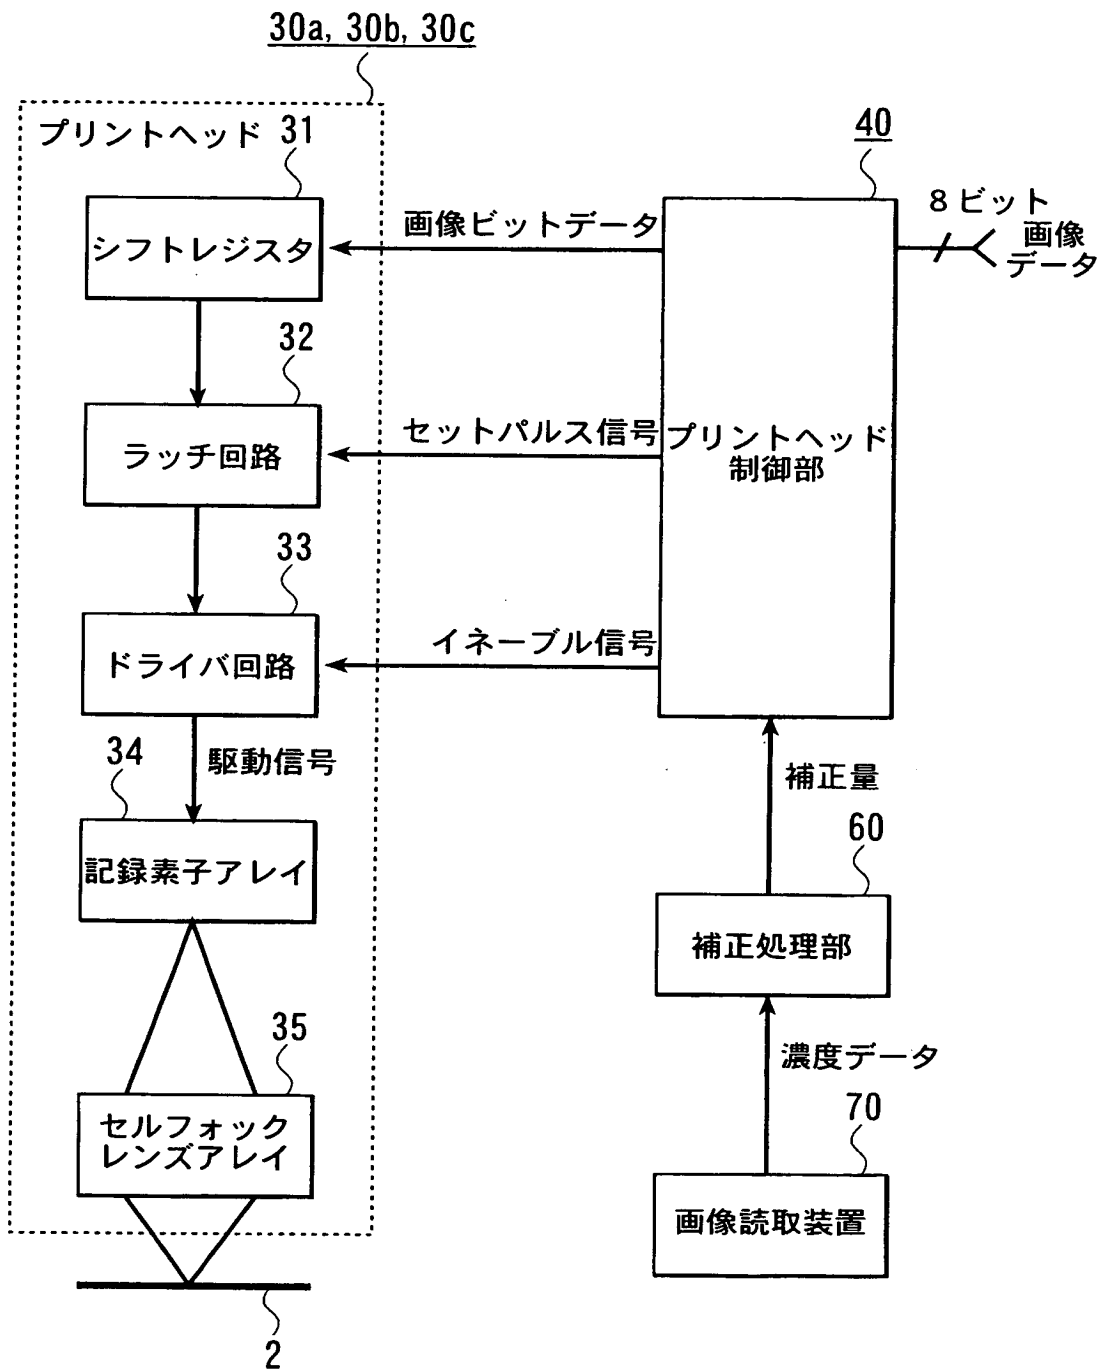 30a, 30b, 30c
プリントヘッド 31
シフトレジスタ
画像ビットデータ
40
8ビット
画像
データ
32
ラッチ回路
セットパルス信号
プリントヘッド
制御部
33
ドライバ回路
イネーブル信号
34
駆動信号
記録素子アレイ
補正量
60
補正処理部
35
セルフォック
レンズアレイ
濃度データ
70
画像読取装置
2